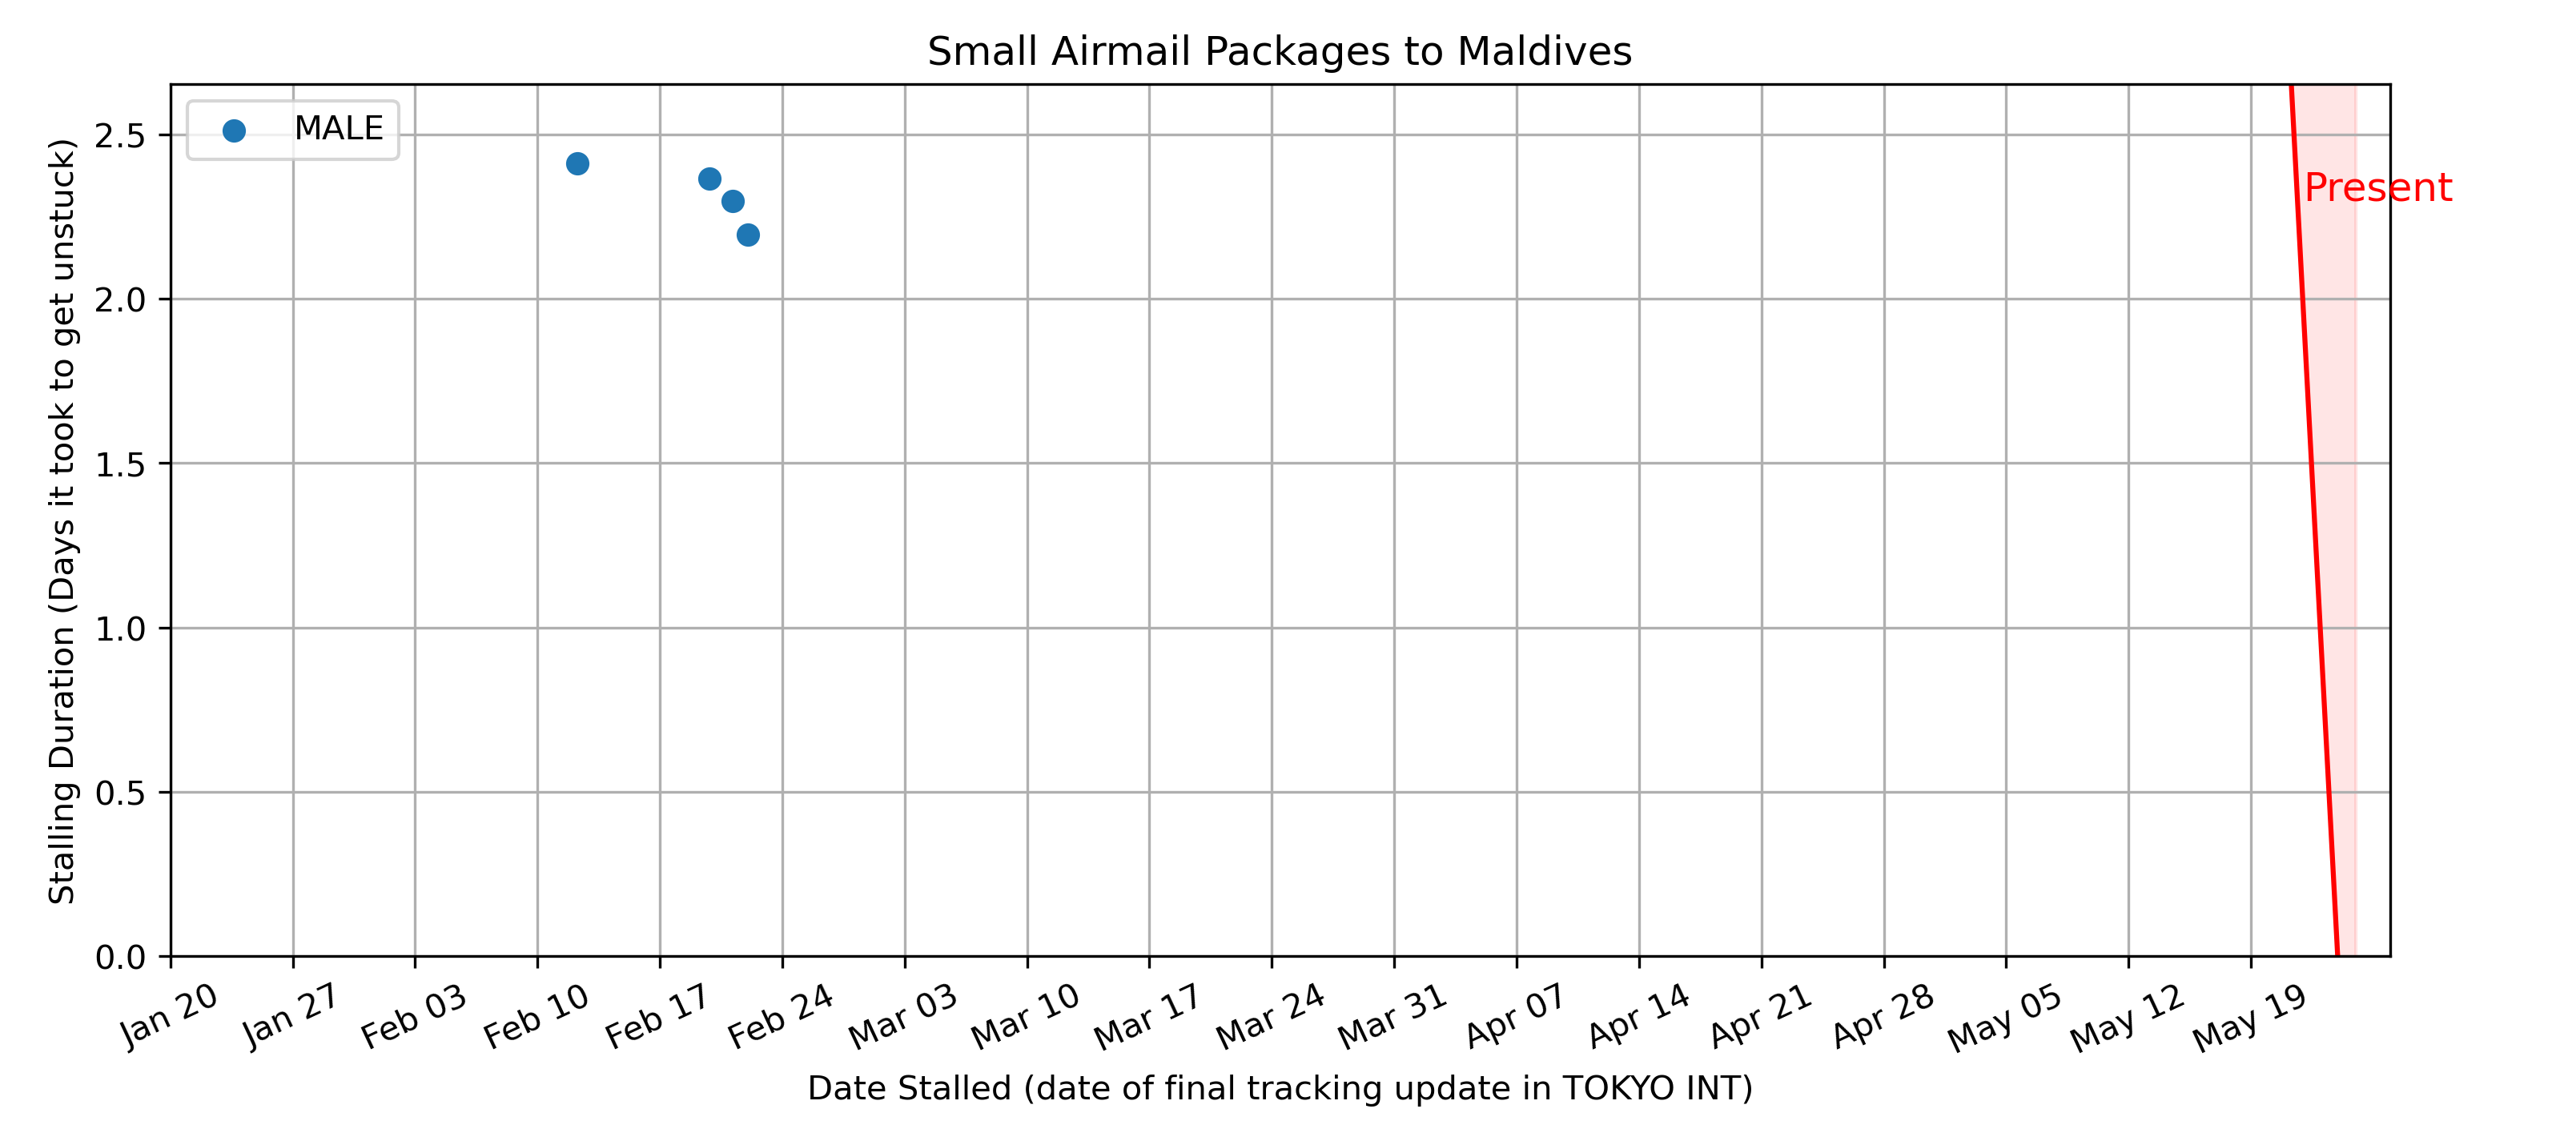 Small Airmail Packages to Maldives
MALE
Present
Stalling Duration (Days it took to get unstuck)
2.5
2.0
1.5
1.0
0.5
0.0
Jan 20 Jan 27 Feb 03 Feb 10 Feb 17 Feb 24 Mar 03 Mar 10 Mar 17 Mar 24 Mar 31 Apr 07 Apr 14 Apr 21 Apr 28 May 05 May 12 May 19
Date Stalled (date of final tracking update in TOKYO INT)